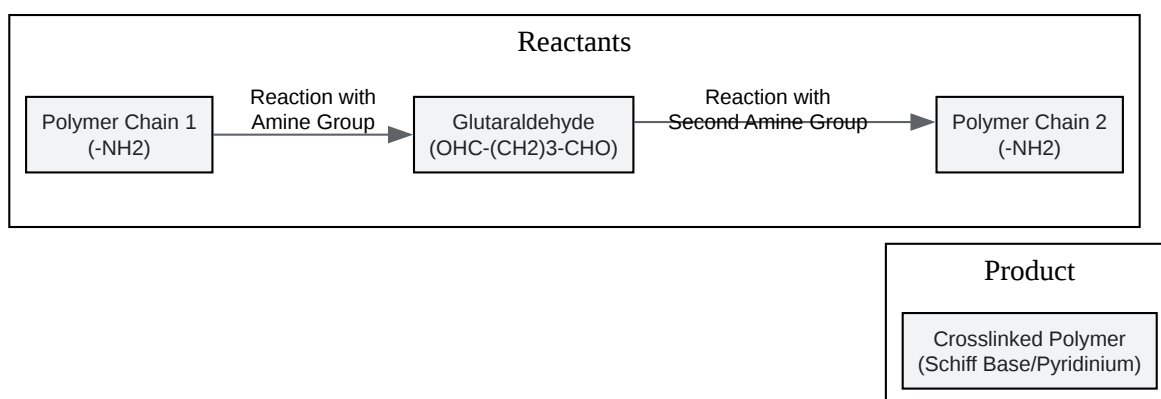 Reactants
Polymer Chain 1
(-NH2)
Reaction with
Amine Group
Glutaraldehyde
(OHC-(CH2)3-CHO)
Reaction with
Second Amine Group
Polymer Chain 2
(-NH2)
Product
Crosslinked Polymer
(Schiff Base/Pyridinium)